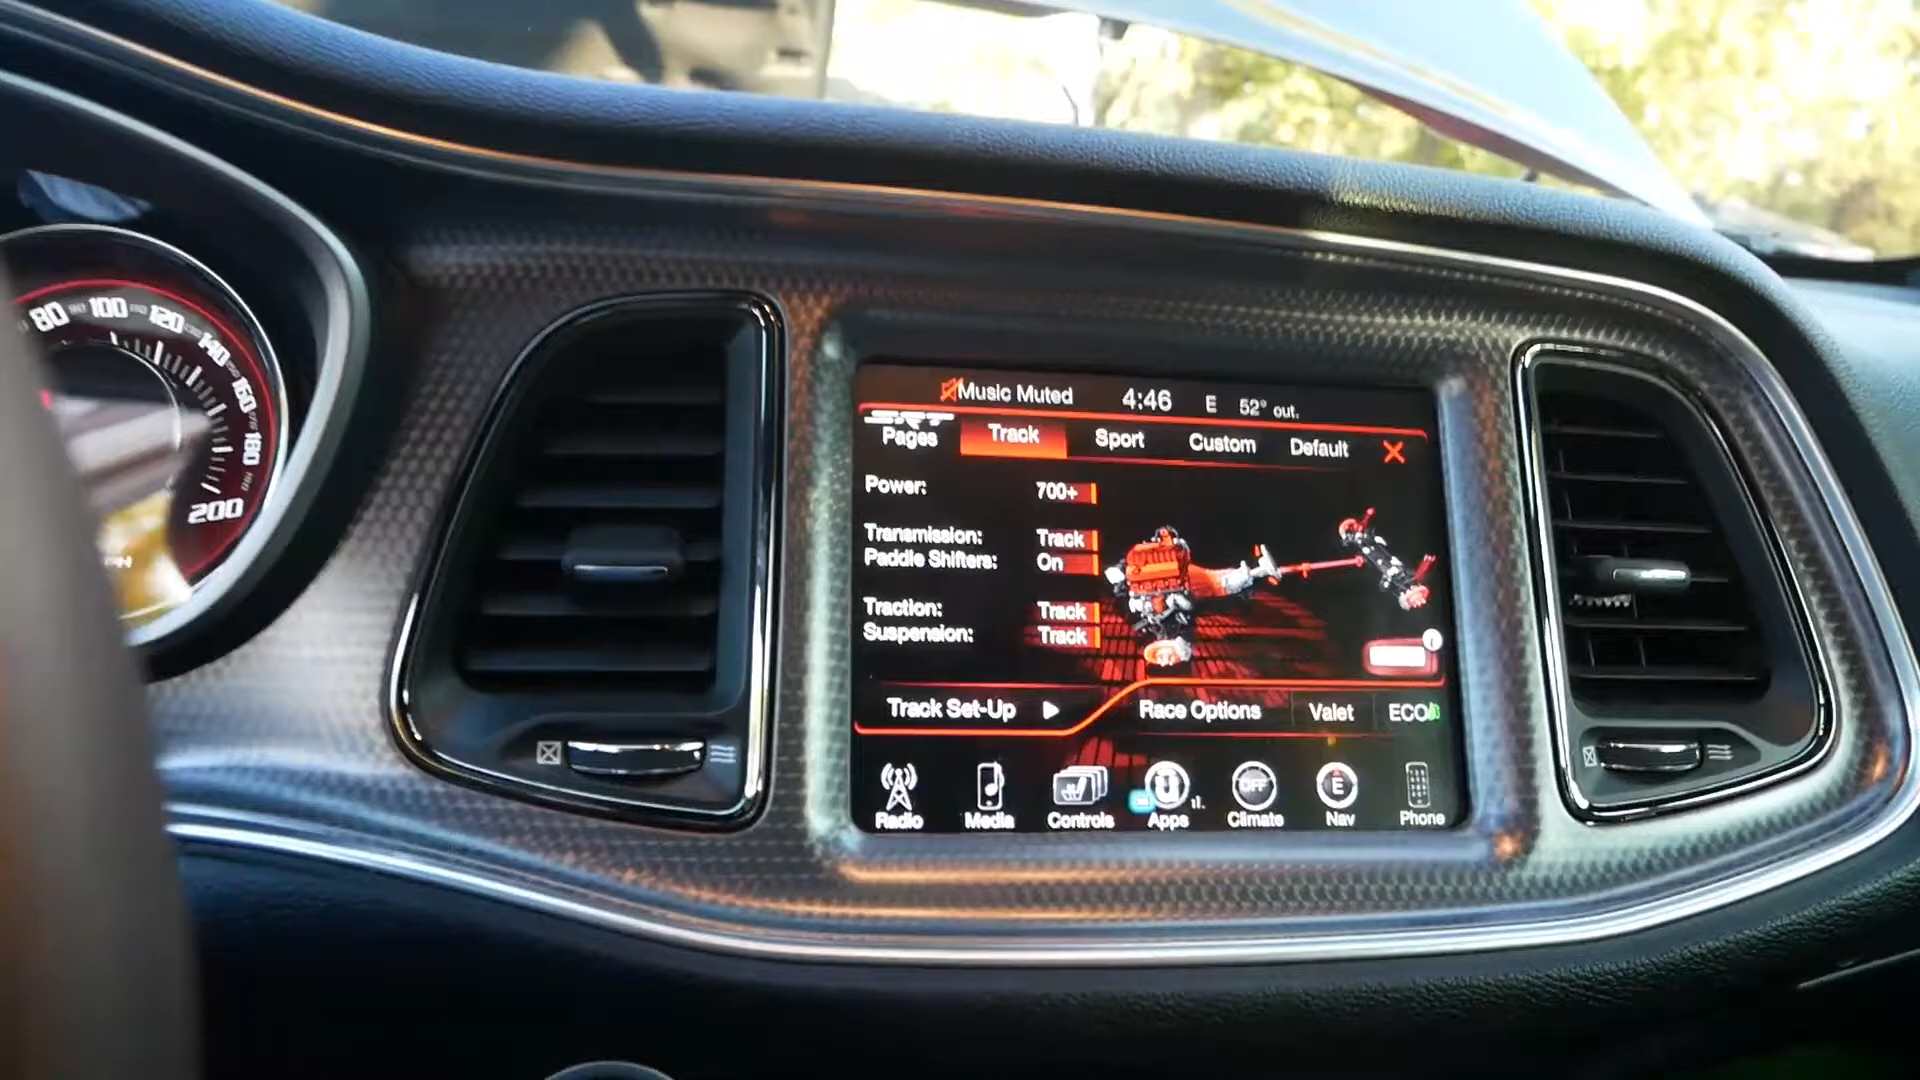 80 100 120 140 160 180 200
Music Muted 4:46 E 52° out.
SRT
Pages Track Sport Custom Default X
Power: 700+
Transmission: Track
Paddle Shifters: On
Traction: Track
Suspension: Track
Track Set-Up Race Options Valet ECO
OFF E
Radio Media Controls Apps Climate Nav Phone